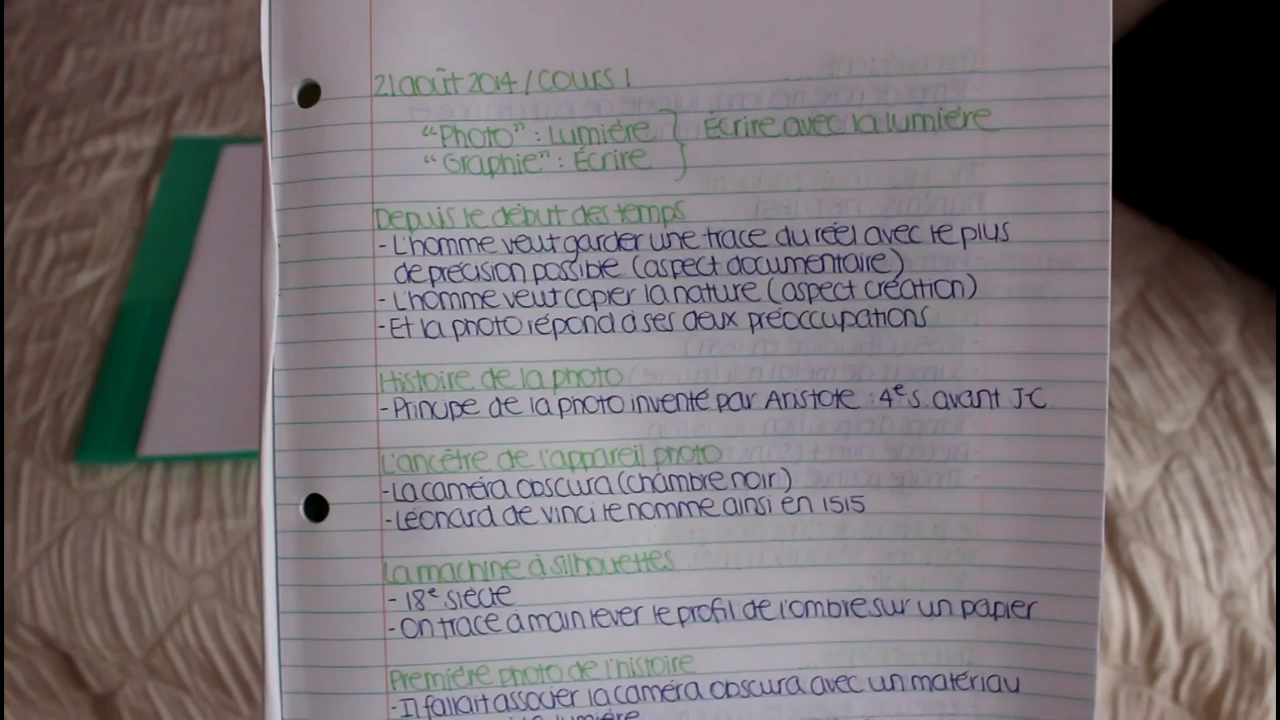 21 août 2014 / Cours 1
"Photo" : Lumière } Écrire avec la lumière
"Graphie" : Écrire
Depuis le début des temps
- L'homme veut garder une trace du réel avec le plus
de précision possible (aspect documentaire)
- L'homme veut copier la nature (aspect création)
- Et la photo répond à ses deux préoccupations
Histoire de la photo
- Principe de la photo inventé par Aristote : 4e s. avant J-C
L'ancêtre de l'appareil photo
- La caméra obscura (chambre noir)
- Léonard de vinci le nomme ainsi en 1515
La machine à silhouettes
- 18e siècle
- On trace à main lever le profil de l'ombre sur un papier
Première photo de l'histoire
- Il fallait associer la caméra obscura avec un matériau
lumière